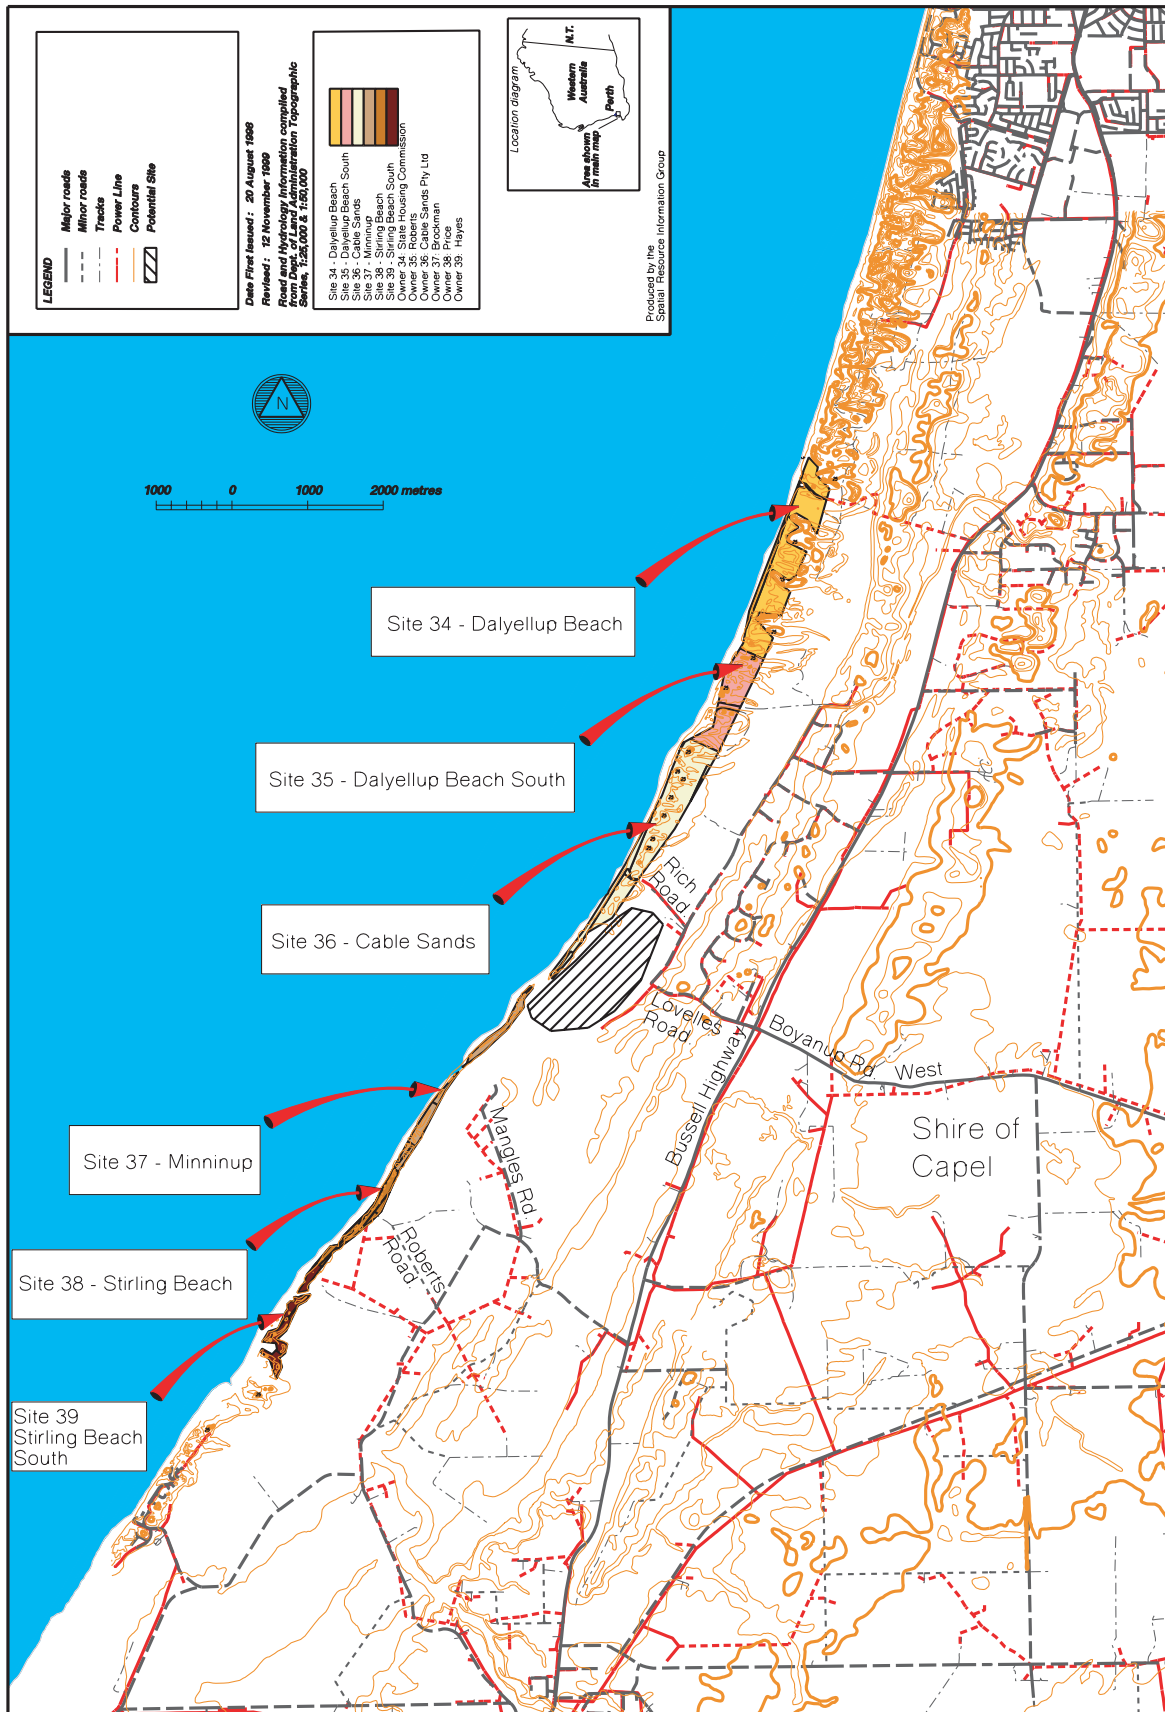 LEGEND
Major roads
Minor roads
Tracks
Power Line
Contours
Potential Site
Date First Issued : 20 August 1998
Revised : 12 November 1999
Road and Hydrology Information compiled
from Dept. of Land Administration Topographic
Series, 1:25,000 & 1:50,000
Site 34 - Dalyellup Beach
Site 35 - Dalyellup Beach South
Site 36 - Cable Sands
Site 37 - Minninup
Site 38 - Stirling Beach
Site 39 - Stirling Beach South
Owner 34: State Housing Commission
Owner 35: Roberts
Owner 36: Cable Sands Pty Ltd
Owner 37: Brockman
Owner 38: Price
Owner 39: Hayes
Location diagram
N.T.
Western
Australia
Perth
Area shown
in main map
Produced by the
Spatial Resource Information Group
N
1000 0 1000 2000 metres
Site 34 - Dalyellup Beach
Site 35 - Dalyellup Beach South
Site 36 - Cable Sands
Rich
Road
Lovelles
Road
Boyanup Rd. West
Bussell Highway
Shire of
Capel
Mangles Rd.
Site 37 - Minninup
Roberts
Road
Site 38 - Stirling Beach
Site 39
Stirling Beach
South